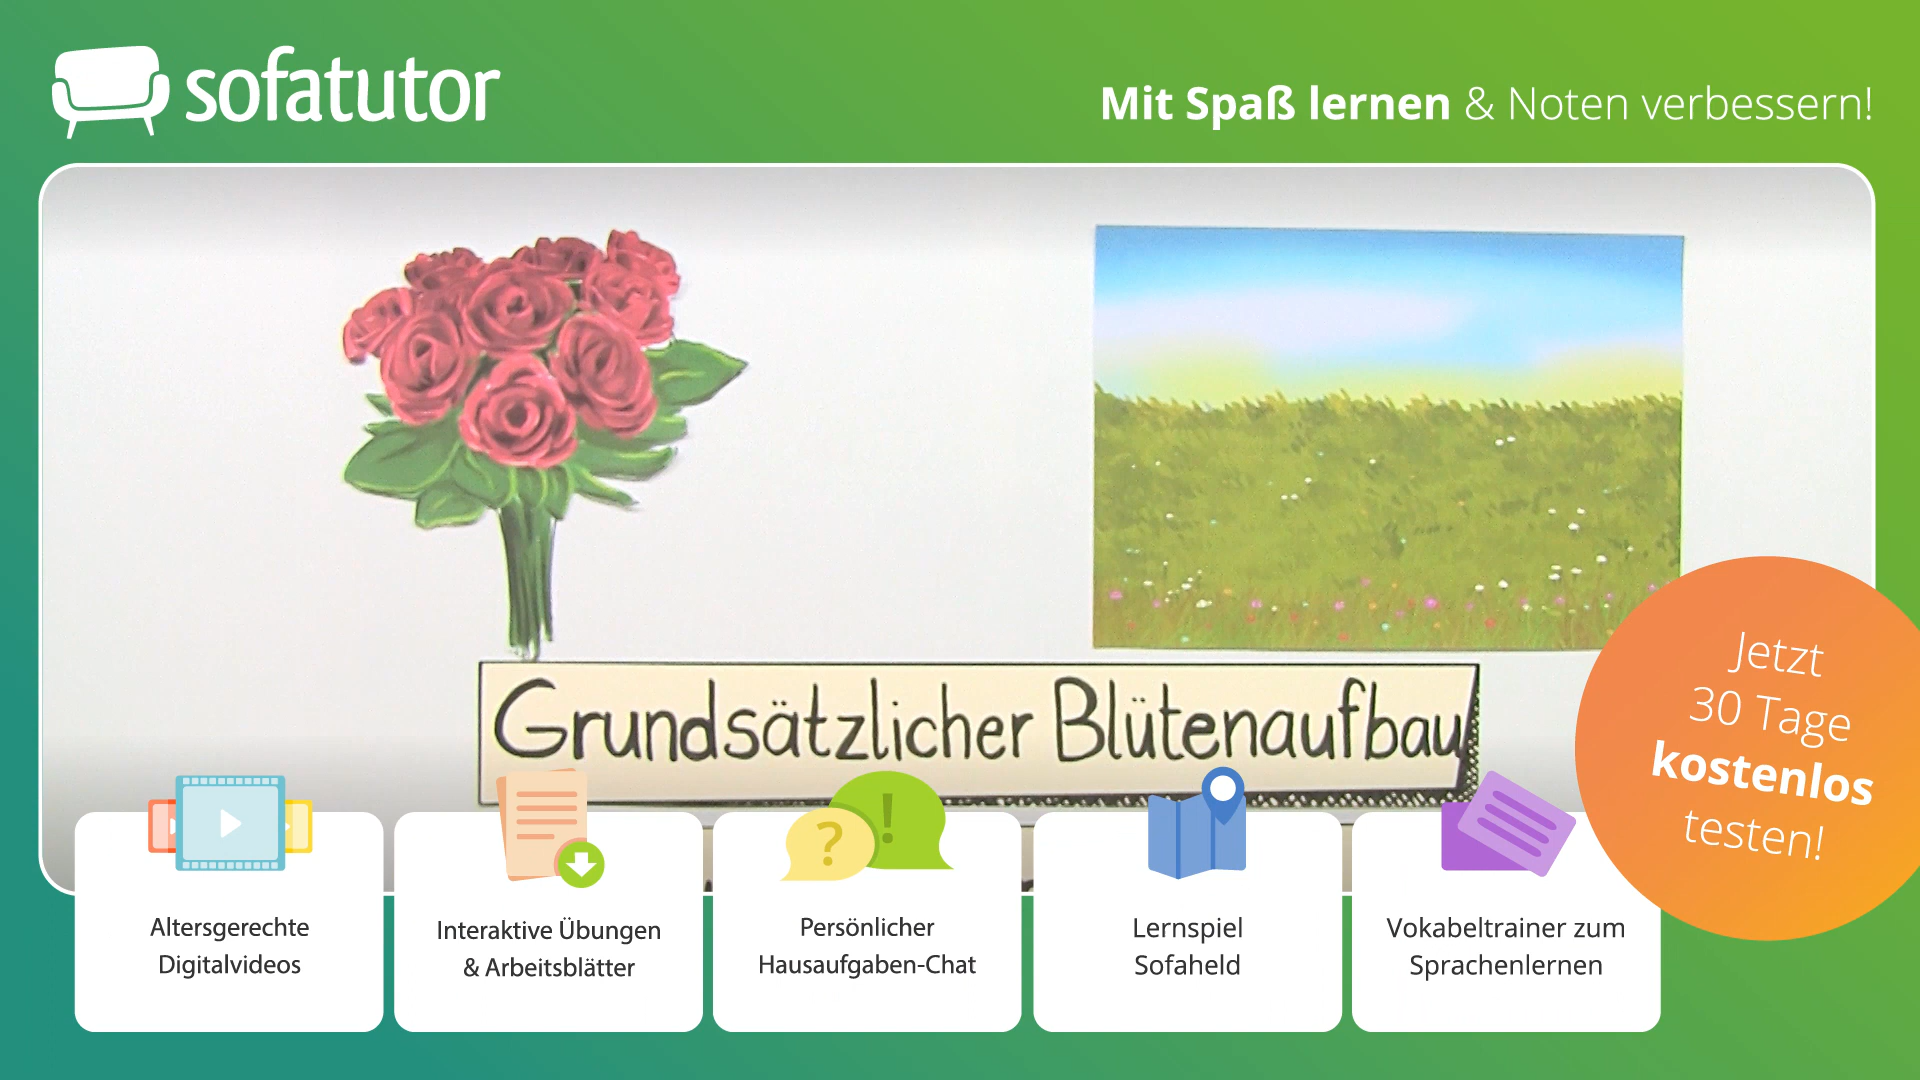 sofatutor
Mit Spaß lernen & Noten verbessern!
Grundsätzlicher Blütenaufbau
Jetzt
30 Tage
kostenlos
testen!
?
!
Altersgerechte
Digitalvideos
Interaktive Übungen
& Arbeitsblätter
Persönlicher
Hausaufgaben-Chat
Lernspiel
Sofaheld
Vokabeltrainer zum
Sprachenlernen